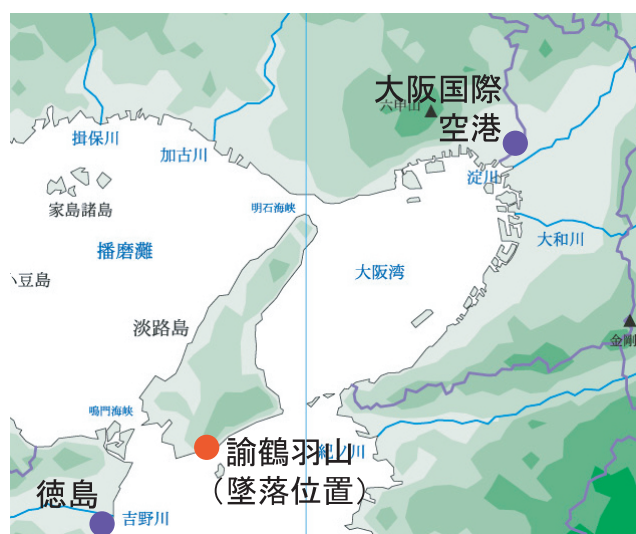 大阪国際
空港
六甲山
揖保川
加古川
淀川
家島諸島
明石海峡
大和川
播磨灘
大阪湾
小豆島
淡路島
金剛
鳴門海峡
紀ノ川
諭鶴羽山
(墜落位置)
徳島
吉野川